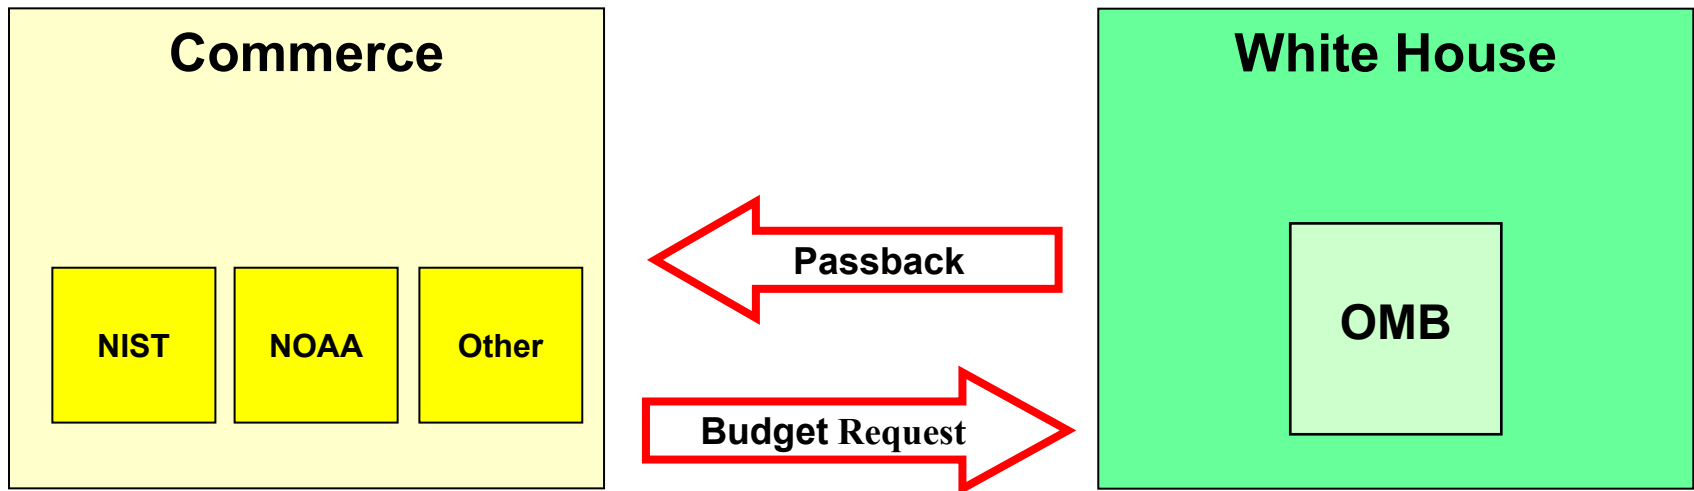 Commerce
White House
Passback
NIST
NOAA
Other
OMB
Budget Request